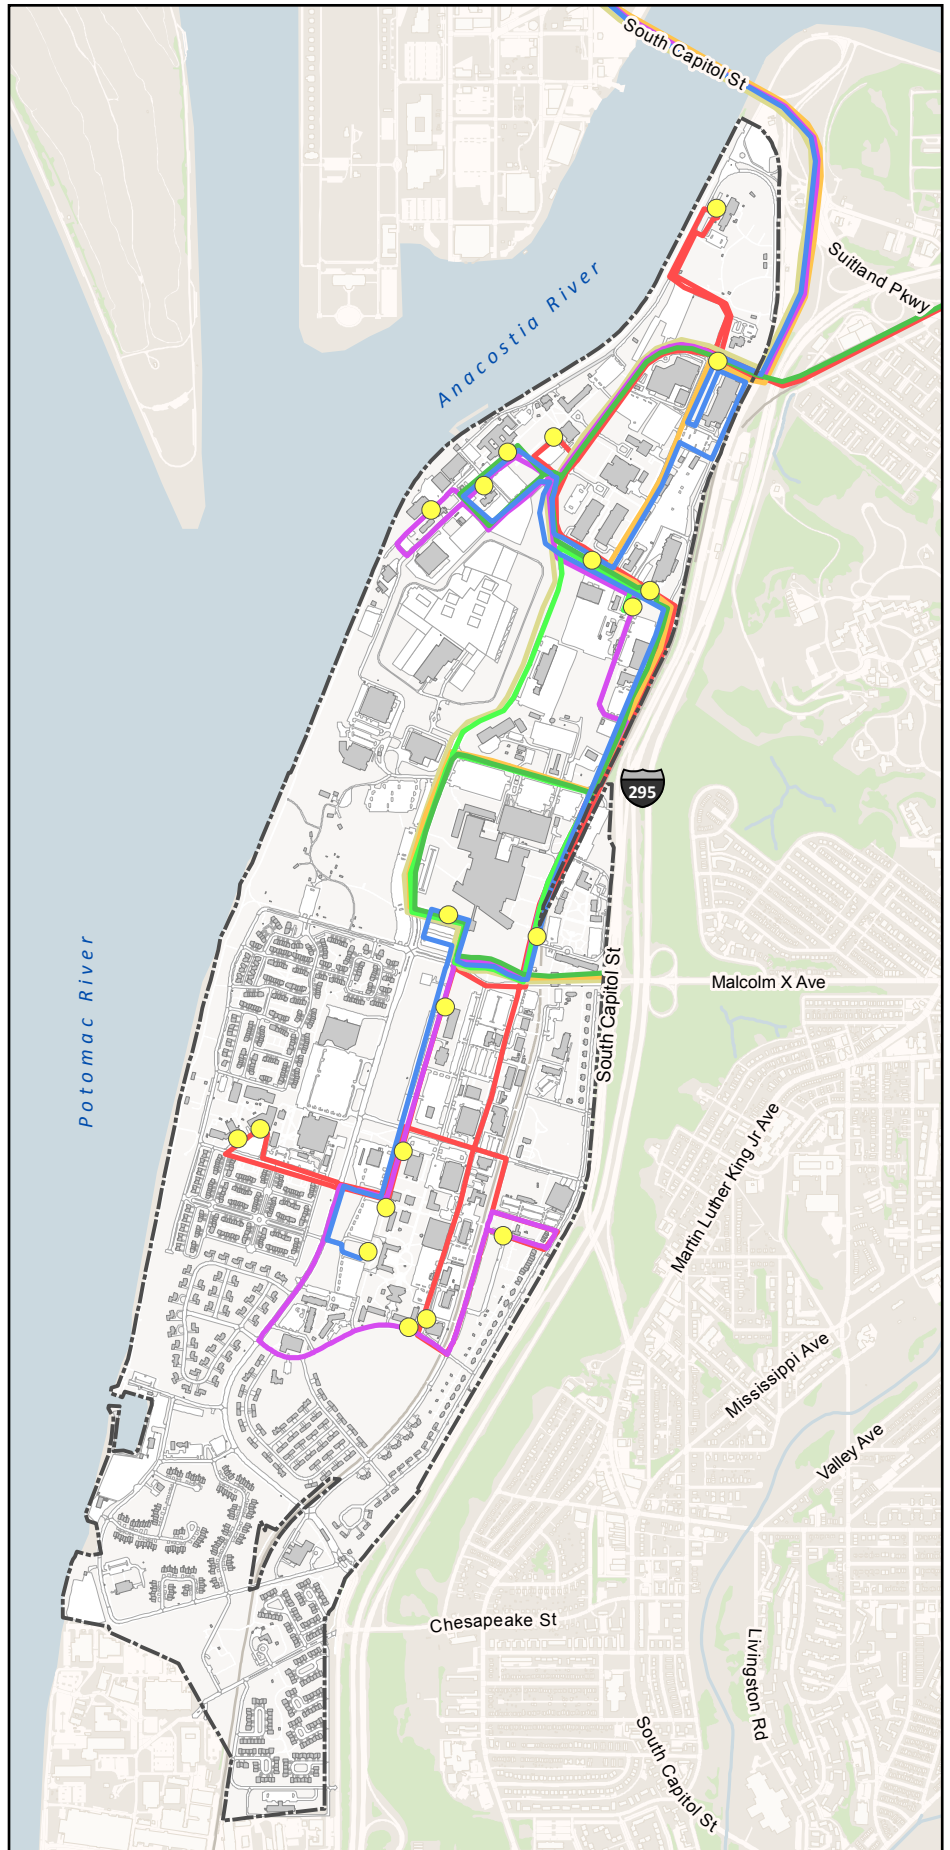 South Capitol St
Suitland Pkwy
Anacostia River
295
Potomac River
South Capitol St
Malcolm X Ave
Martin Luther King Jr Ave
Mississippi Ave
Valley Ave
Chesapeake St
Livingston Rd
South Capitol St